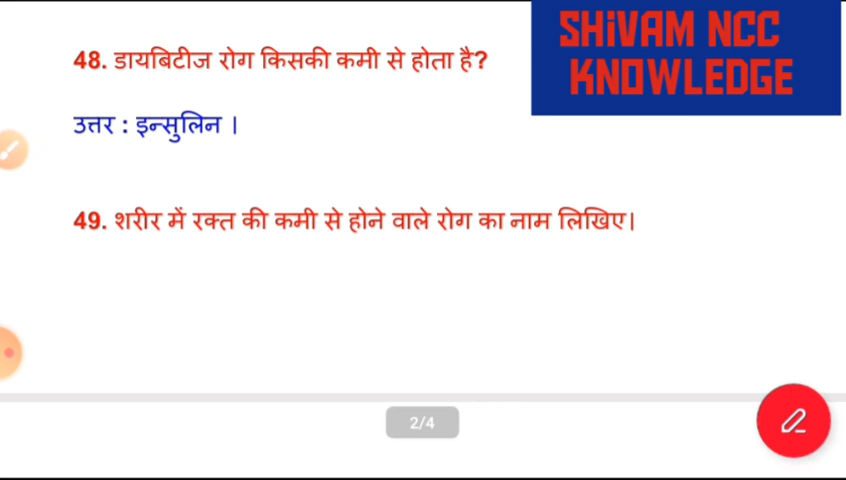 SHiVAM NCC
KNOWLEDGE
48. डायबिटीज रोग किसकी कमी से होता है?
उत्तर : इन्सुलिन ।
49. शरीर में रक्त की कमी से होने वाले रोग का नाम लिखिए।
2/4